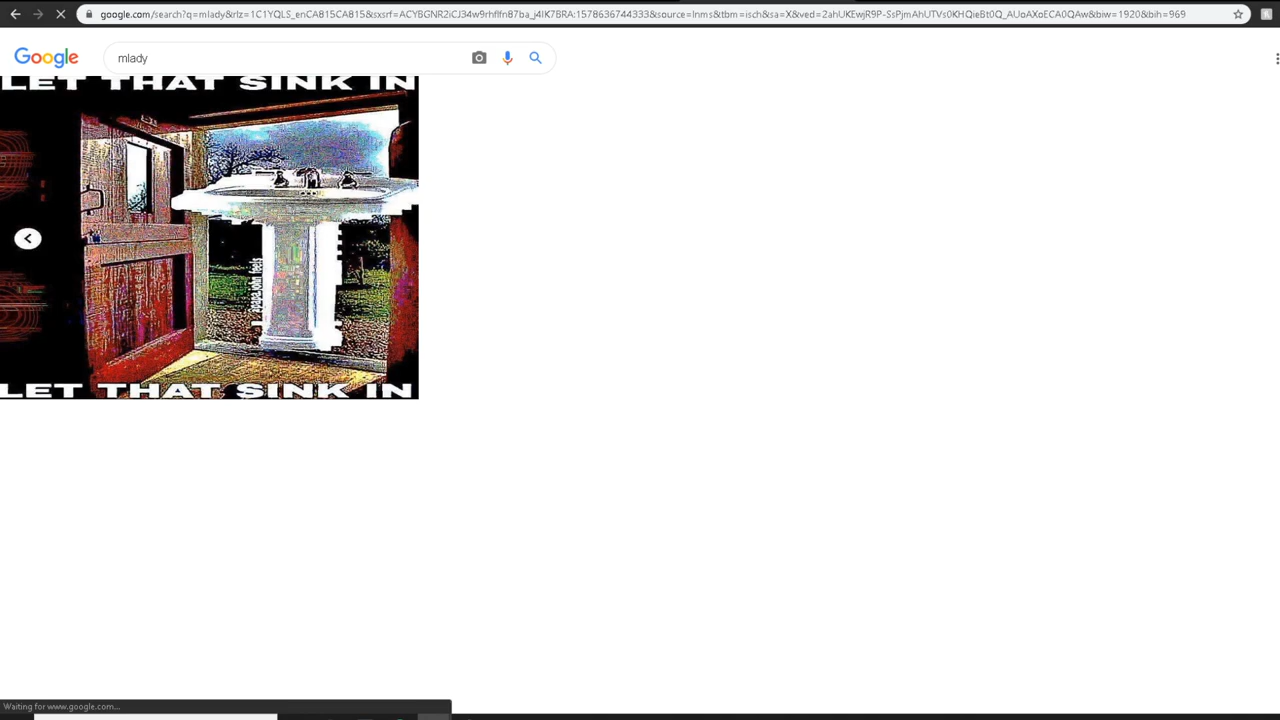 google.com/search?q=mlady&rlz=1C1YQLS_enCA815CA815&sxsrf=ACYBGNR2iCJ34w9rhflfn87ba_j4lK7BRA:1578636744333&source=lnms&tbm=isch&sa=X&ved=2ahUKEwjR9P-SsPjmAhUTVs0KHQieBt0Q_AUoAXoECA0QAw&biw=1920&bih=969
Google
mlady
LET THAT SINK IN
LET THAT SINK IN
Waiting for www.google.com...